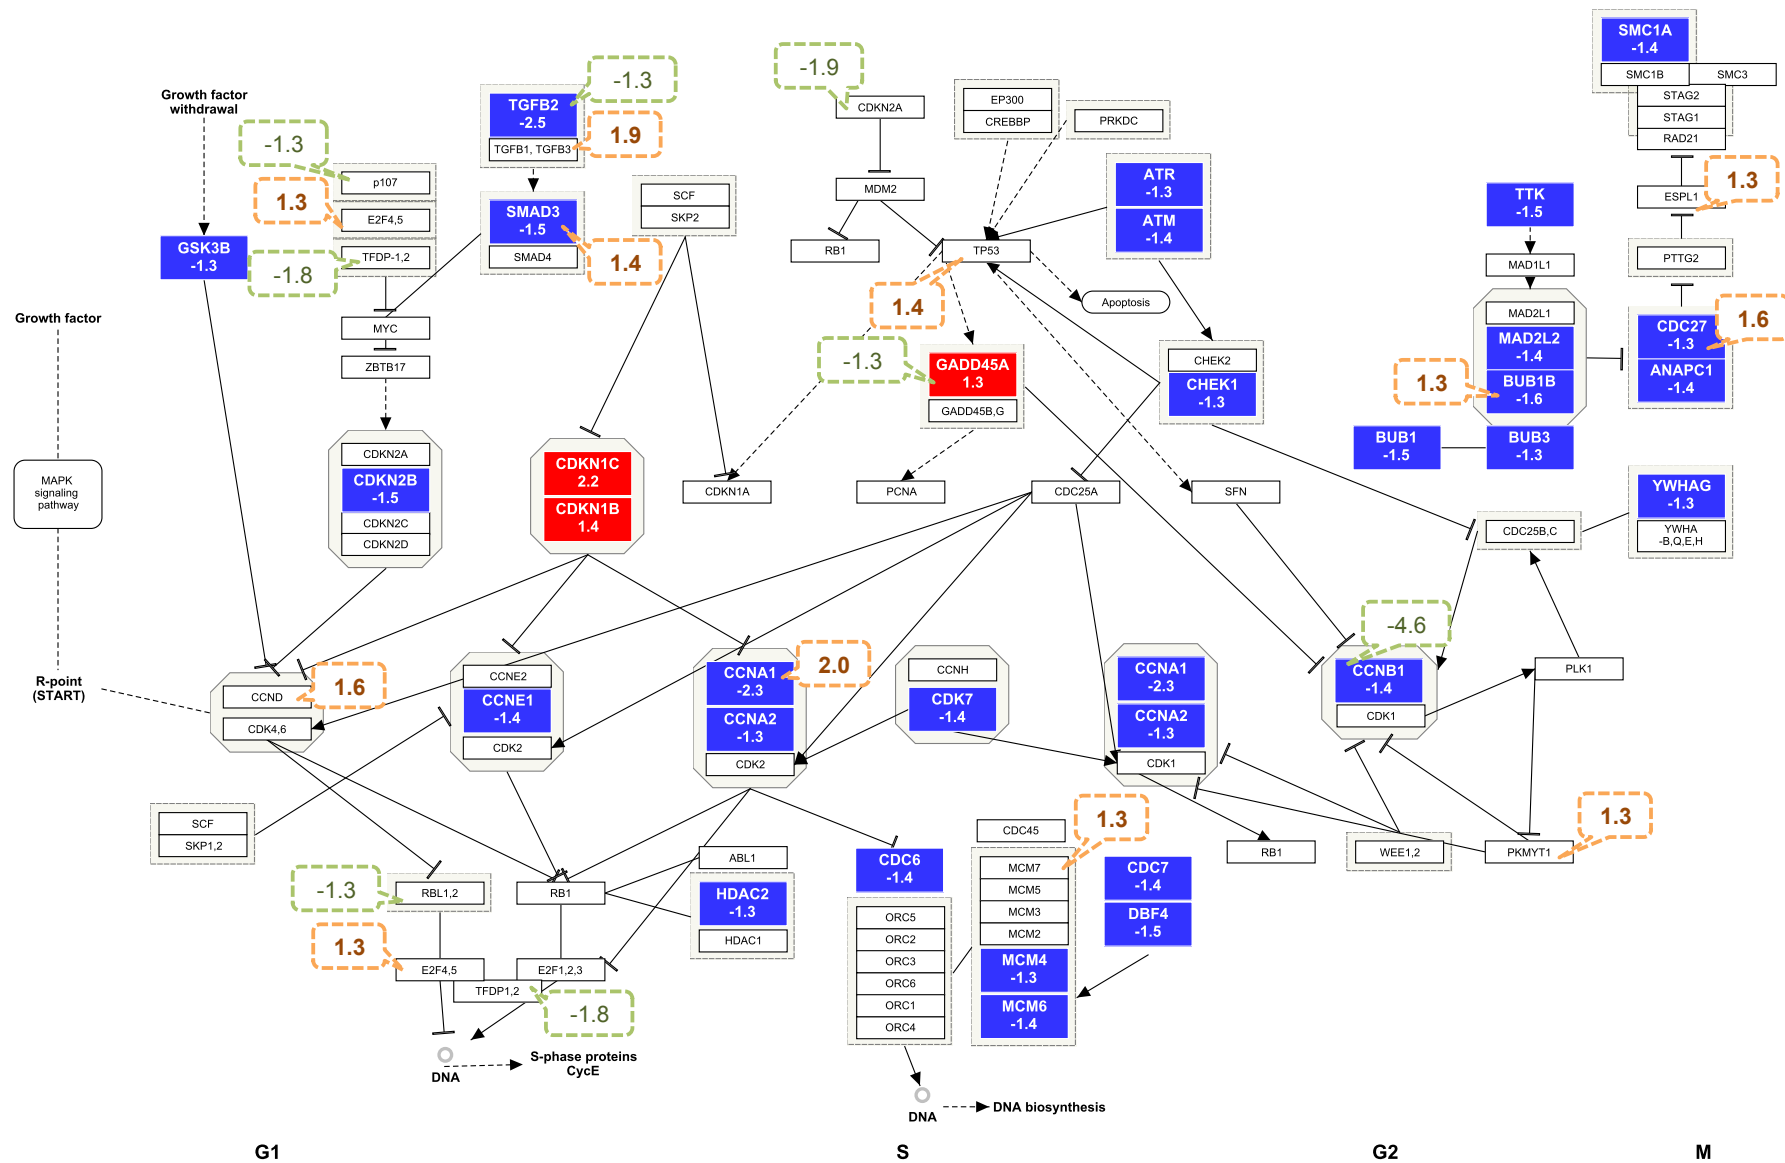 Growth factor
withdrawal
GSK3B
-1.3
Growth factor
MAPK
signaling
pathway
R-point
(START)
-1.3
p107
1.3
E2F4,5
-1.8
TFDP-1,2
MYC
ZBTB17
CDKN2A
CDKN2B
-1.5
CDKN2C
CDKN2D
TGFB2
-2.5
-1.3
TGFB1, TGFB3
1.9
SMAD3
-1.5
SMAD4
1.4
SCF
SKP2
CDKN1C
2.2
CDKN1B
1.4
CDKN1A
-1.9
CDKN2A
MDM2
RB1
EP300
CREBBP
PRKDC
TP53
1.4
Apoptosis
ATR
-1.3
ATM
-1.4
-1.3
GADD45A
1.3
GADD45B,G
PCNA
CHEK2
CHEK1
-1.3
CDC25A
SFN
SMC1A
-1.4
SMC1B
SMC3
STAG2
STAG1
RAD21
1.3
ESPL1
PTTG2
TTK
-1.5
MAD1L1
MAD2L1
MAD2L2
-1.4
BUB1B
-1.6
1.3
BUB1
-1.5
BUB3
-1.3
CDC27
-1.3
1.6
ANAPC1
-1.4
YWHAG
-1.3
YWHA
-B,Q,E,H
CDC25B,C
CCND
1.6
CDK4,6
CCNE2
CCNE1
-1.4
CDK2
CCNA1
-2.3
2.0
CCNA2
-1.3
CDK2
CCNH
CDK7
-1.4
CCNA1
-2.3
CCNA2
-1.3
CDK1
-4.6
CCNB1
-1.4
CDK1
PLK1
SCF
SKP1,2
-1.3
RBL1,2
RB1
ABL1
HDAC2
-1.3
HDAC1
1.3
E2F4,5
E2F1,2,3
TFDP1,2
-1.8
DNA
S-phase proteins
CycE
CDC6
-1.4
ORC5
ORC2
ORC3
ORC6
ORC1
ORC4
CDC45
1.3
MCM7
MCM5
MCM3
MCM2
MCM4
-1.3
MCM6
-1.4
CDC7
-1.4
DBF4
-1.5
RB1
WEE1,2
PKMYT1
1.3
DNA
DNA biosynthesis
G1
S
G2
M